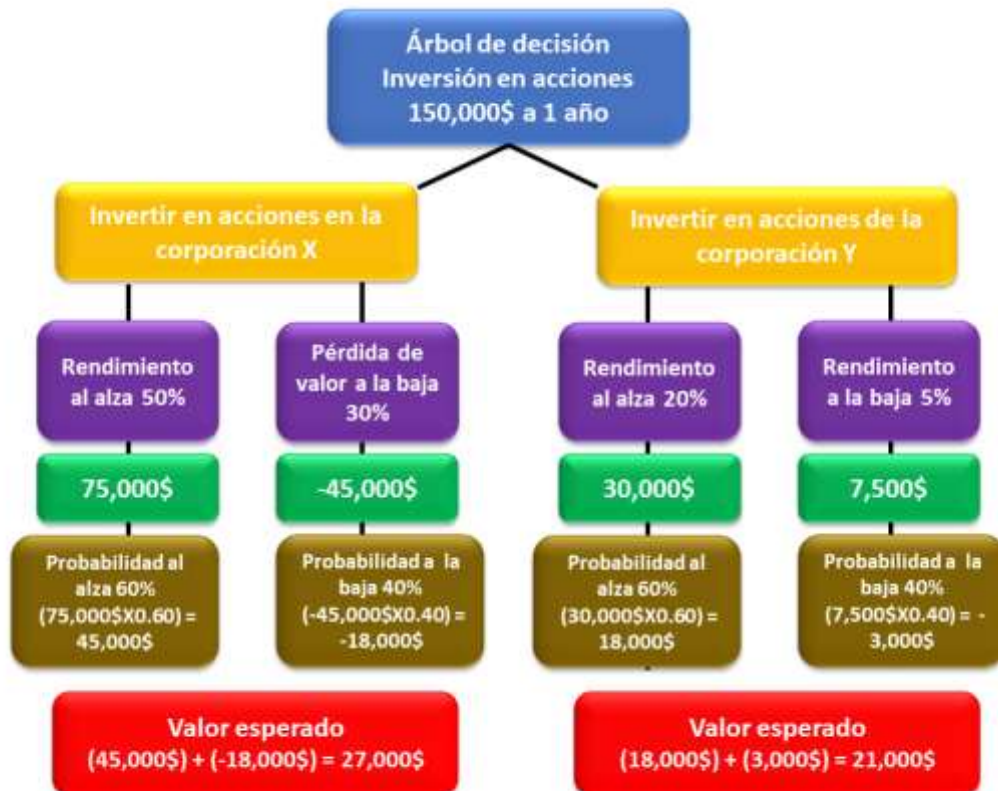 Árbol de decisión
Inversión en acciones
150,000$ a 1 año
Invertir en acciones en la
corporación X
Invertir en acciones de la
corporación Y
Rendimiento
al alza 50%
Pérdida de
valor a la baja
30%
Rendimiento
al alza 20%
Rendimiento
a la baja 5%
75,000$
-45,000$
30,000$
7,500$
Probabilidad al
alza 60%
(75,000$X0.60) =
45,000$
Probabilidad a la
baja 40%
(-45,000$X0.40) =
-18,000$
Probabilidad al
alza 60%
(30,000$X0.60) =
18,000$
Probabilidad a la
baja 40%
(7,500$X0.40) = -
3,000$
Valor esperado
(45,000$) + (-18,000$) = 27,000$
Valor esperado
(18,000$) + (3,000$) = 21,000$